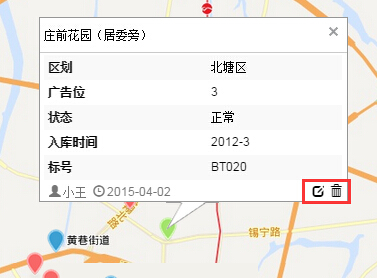 庄前花园（居委旁） ×
区划 北塘区
广告位 3
状态 正常
入库时间 2012-3
标号 BT020
小王 2015-04-02
黄巷街道
锡宁路